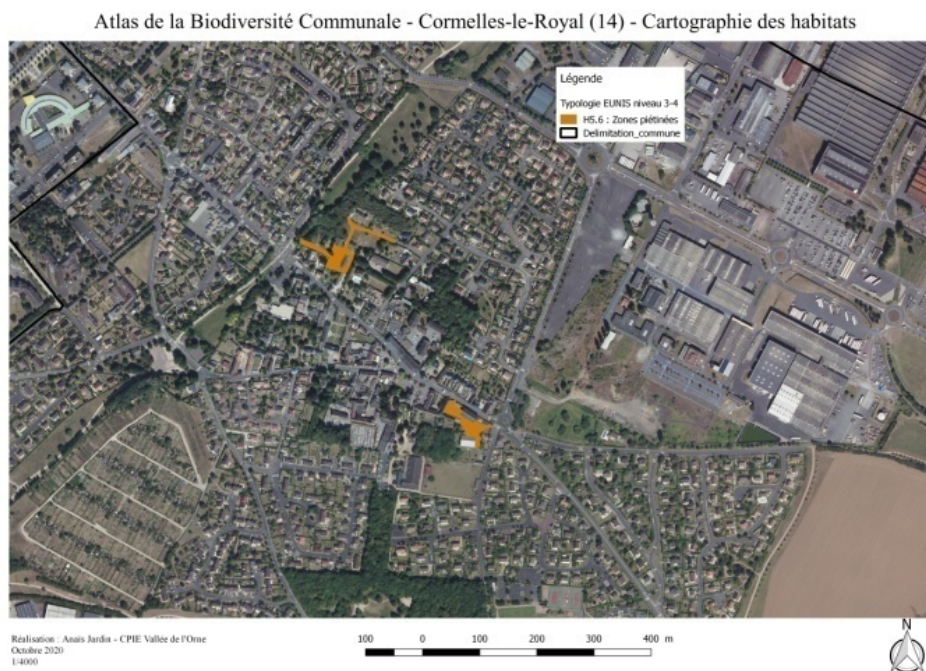 Atlas de la Biodiversité Communale - Cormelles-le-Royal (14) - Cartographie des habitats
Légende
Typologie EUNIS niveau 3-4
H5.6 : Zones piétinées
Délimitation_commune
Réalisation : Anaïs Jardin - CPIE Vallée de l'Orne
Octobre 2020
1/4000
100 0 100 200 300 400 m
N